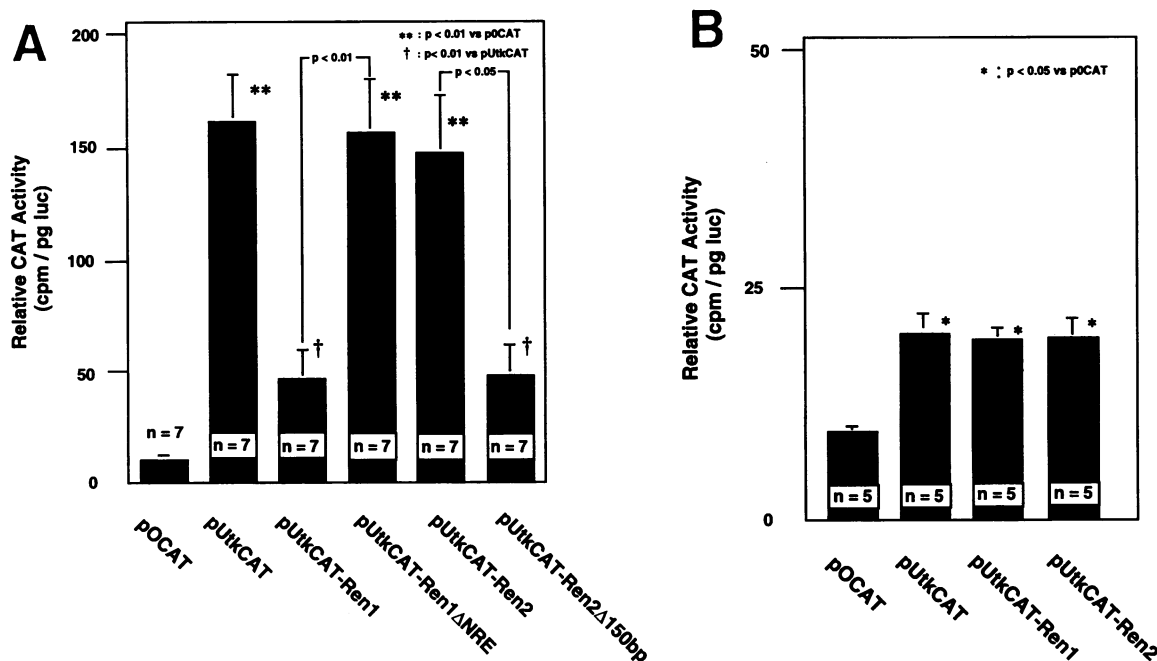 A
Relative CAT Activity
(cpm / pg luc)
200
150
100
50
0
** : p < 0.01 vs p0CAT
† : p< 0.01 vs pUtkCAT
p < 0.01
p < 0.05
**
**
**
†
†
n = 7
n = 7
n = 7
n = 7
n = 7
n = 7
pOCAT
pUtkCAT
pUtkCAT-Ren1
pUtkCAT-Ren1ΔNRE
pUtkCAT-Ren2
pUtkCAT-Ren2Δ150bp
B
Relative CAT Activity
(cpm / pg luc)
50
25
0
* : p < 0.05 vs p0CAT
*
*
*
n = 5
n = 5
n = 5
n = 5
pOCAT
pUtkCAT
pUtkCAT-Ren1
pUtkCAT-Ren2